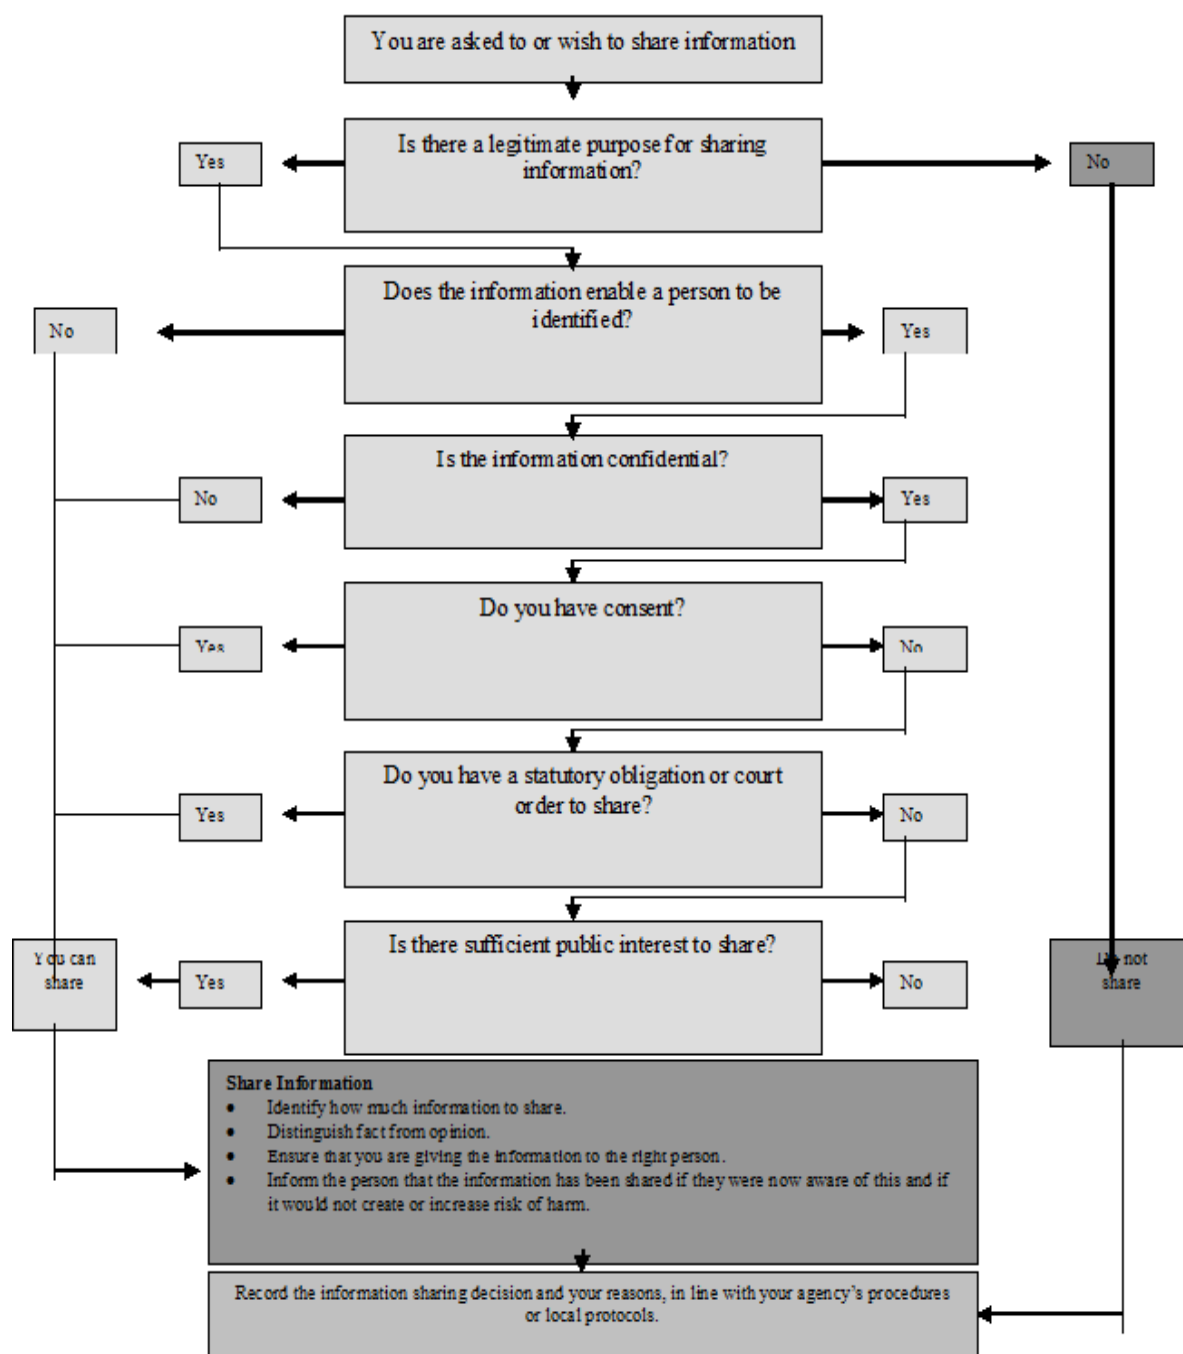 You are asked to or wish to share information
Is there a legitimate purpose for sharing
information?
Yes
No
Does the information enable a person to be
identified?
No
Yes
Is the information confidential?
No
Yes
Do you have consent?
Yes
No
Do you have a statutory obligation or court
order to share?
Yes
No
Is there sufficient public interest to share?
You can
share
Yes
No
not
share
Share Information
• Identify how much information to share.
• Distinguish fact from opinion.
• Ensure that you are giving the information to the right person.
• Inform the person that the information has been shared if they were now aware of this and if
it would not create or increase risk of harm.
Record the information sharing decision and your reasons, in line with your agency's procedures
or local protocols.